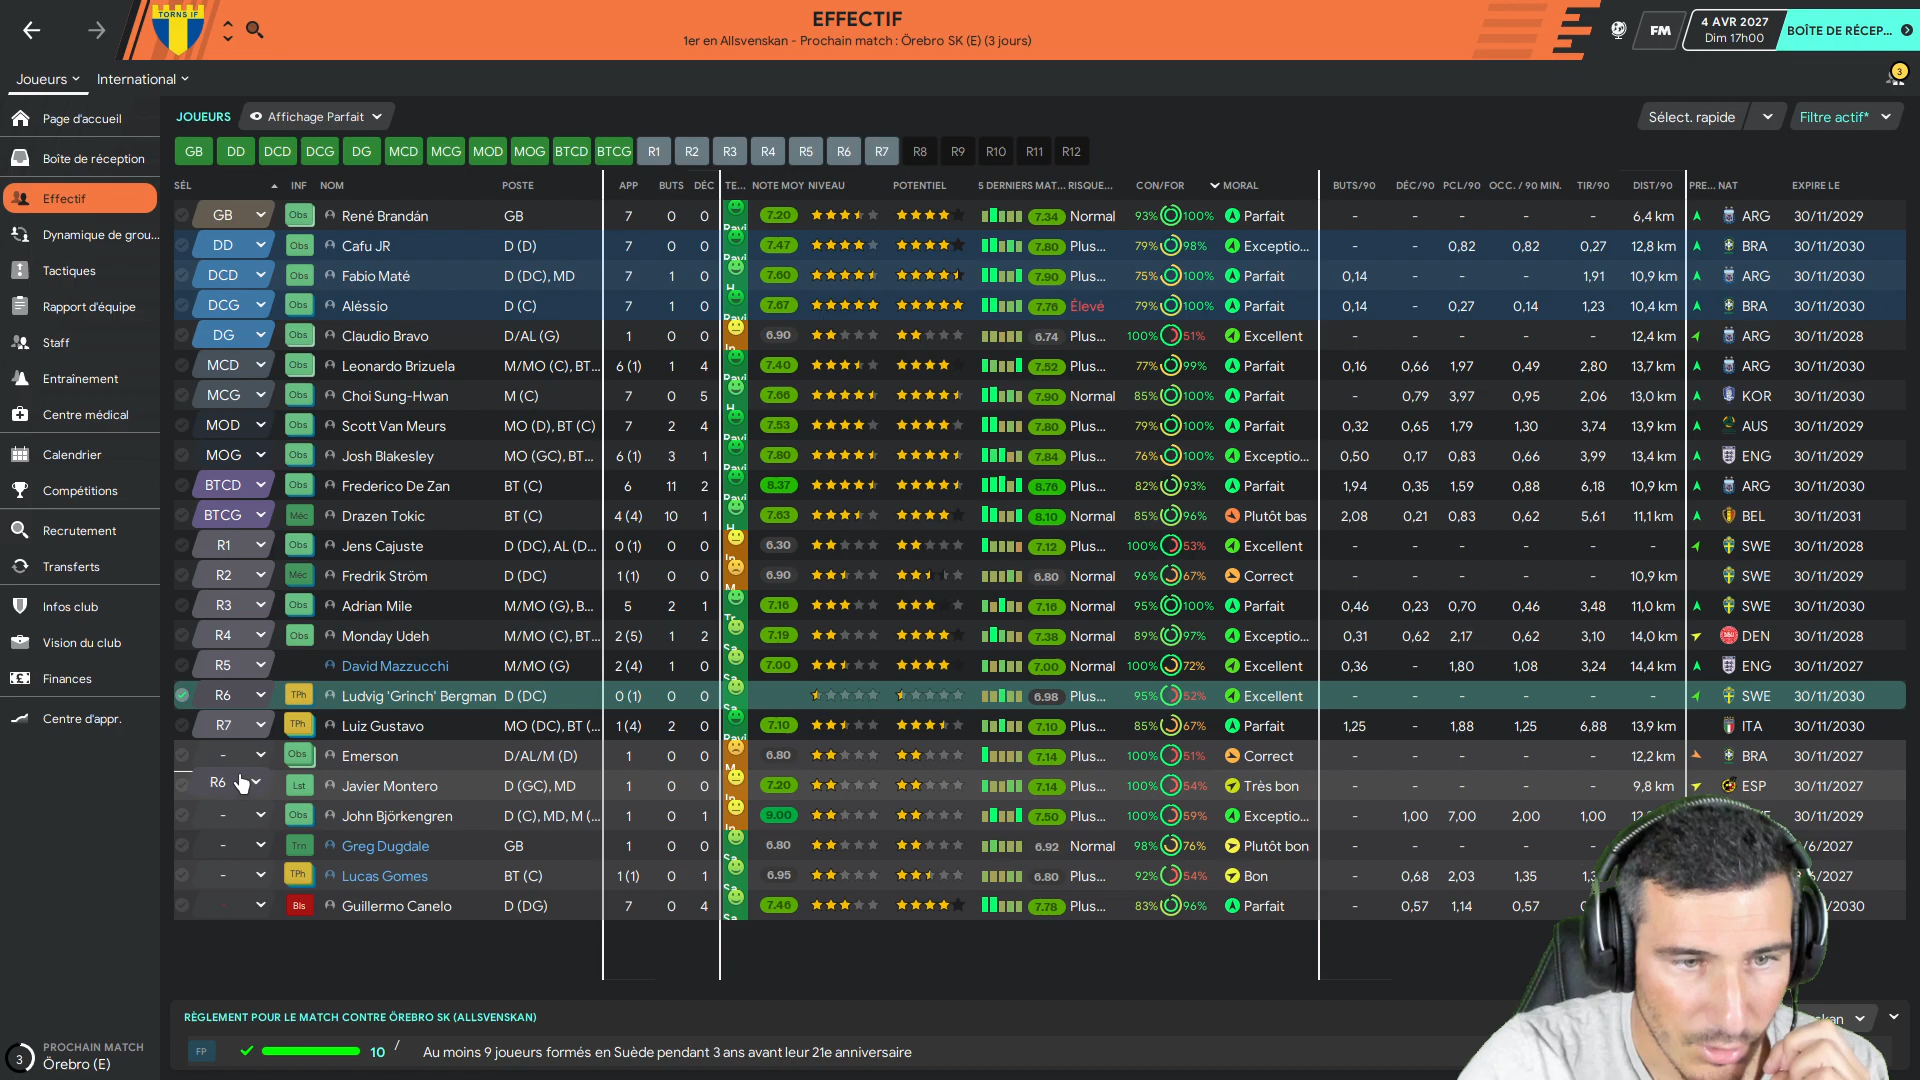 TORNS IF
EFFECTIF
1er en Allsvenskan - Prochain match : Örebro SK (E) (3 jours)
FM
4 AVR 2027
Dim 17h00
BOÎTE DE RÉCEP...
Joueurs International
3
Page d'accueil
Boîte de réception
Effectif
Dynamique de grou...
Tactiques
Rapport d'équipe
Staff
Entraînement
Centre médical
Calendrier
Compétitions
Recrutement
Transferts
Infos club
Vision du club
Finances
Centre d'appr.
JOUEURS Affichage Parfait Sélect. rapide Filtre actif*
GB DD DCD DCG DG MCD MCG MOD MOG BTCD BTCG R1 R2 R3 R4 R5 R6 R7 R8 R9 R10 R11 R12
SÉL INF NOM POSTE APP BUTS DÉC TE... NOTE MOY NIVEAU POTENTIEL 5 DERNIERS MAT... RISQUE... CON/FOR MORAL BUTS/90 DÉC/90 PCL/90 OCC. / 90 MIN. TIR/90 DIST/90 PRE... NAT EXPIRE LE
GB Obs René Brandán GB 7 0 0 7.20 7.34 Normal 93% 100% Parfait - - - - - 6,4 km ARG 30/11/2029
DD Obs Cafu JR D (D) 7 0 0 7.47 7.80 Plus... 79% 98% Exceptio... - - 0,82 0,82 0,27 12,8 km BRA 30/11/2030
DCD Obs Fabio Maté D (DC), MD 7 1 0 7.60 7.90 Plus... 75% 100% Parfait 0,14 - - - 1,91 10,9 km ARG 30/11/2030
DCG Obs Aléssio D (C) 7 1 0 7.67 7.76 Élevé 79% 100% Parfait 0,14 - 0,27 0,14 1,23 10,4 km BRA 30/11/2030
DG Obs Claudio Bravo D/AL (G) 1 0 0 6.90 6.74 Plus... 100% 51% Excellent - - - - - 12,4 km ARG 30/11/2028
MCD Obs Leonardo Brizuela M/MO (C), BT... 6 (1) 1 4 7.40 7.52 Plus... 77% 99% Parfait 0,16 0,66 1,97 0,49 2,80 13,7 km ARG 30/11/2030
MCG Obs Choi Sung-Hwan M (C) 7 0 5 7.66 7.90 Normal 85% 100% Parfait - 0,79 3,97 0,95 2,06 13,0 km KOR 30/11/2030
MOD Obs Scott Van Meurs MO (D), BT (C) 7 2 4 7.53 7.80 Plus... 79% 100% Parfait 0,32 0,65 1,79 1,30 3,74 13,9 km AUS 30/11/2029
MOG Obs Josh Blakesley MO (GC), BT... 6 (1) 3 1 7.80 7.84 Plus... 76% 100% Exceptio... 0,50 0,17 0,83 0,66 3,99 13,4 km ENG 30/11/2029
BTCD Obs Frederico De Zan BT (C) 6 11 2 8.37 8.76 Plus... 82% 93% Parfait 1,94 0,35 1,59 0,88 6,18 10,9 km ARG 30/11/2030
BTCG Méc Drazen Tokic BT (C) 4 (4) 10 1 7.63 8.10 Normal 85% 96% Plutôt bas 2,08 0,21 0,83 0,62 5,61 11,1 km BEL 30/11/2031
R1 Obs Jens Cajuste D (DC), AL (D... 0 (1) 0 0 6.30 7.12 Plus... 100% 53% Excellent - - - - - - SWE 30/11/2028
R2 Méc Fredrik Ström D (DC) 1 (1) 0 0 6.90 6.80 Normal 96% 67% Correct - - - - - 10,9 km SWE 30/11/2029
R3 Obs Adrian Mile M/MO (G), B... 5 2 1 7.16 7.16 Normal 95% 100% Parfait 0,46 0,23 0,70 0,46 3,48 11,0 km SWE 30/11/2030
R4 Obs Monday Udeh M/MO (C), BT... 2 (5) 1 2 7.19 7.38 Normal 89% 97% Exceptio... 0,31 0,62 2,17 0,62 3,10 14,0 km DEN 30/11/2028
R5 David Mazzucchi M/MO (G) 2 (4) 1 0 7.00 7.00 Normal 100% 72% Excellent 0,36 - 1,80 1,08 3,24 14,4 km ENG 30/11/2027
R6 TPh Ludvig 'Grinch' Bergman D (DC) 0 (1) 0 0 6.98 Plus... 95% 52% Excellent - - - - - - SWE 30/11/2030
R7 TPh Luiz Gustavo MO (DC), BT (... 1 (4) 2 0 7.10 7.10 Normal 85% 67% Parfait 1,25 - 1,88 1,25 6,88 13,9 km ITA 30/11/2030
- Obs Emerson D/AL/M (D) 1 0 0 6.80 7.14 Plus... 100% 51% Correct - - - - - 12,2 km BRA 30/11/2027
R6 Lst Javier Montero D (GC), MD 1 0 0 7.20 7.14 Plus... 100% 54% Très bon - - - - - 9,8 km ESP 30/11/2027
- Obs John Björkengren D (C), MD, M (... 1 0 1 9.00 7.50 Plus... 100% 59% Exceptio... - 1,00 7,00 2,00 1,00 30/11/2029
- Trn Greg Dugdale GB 1 0 0 6.80 6.92 Normal 98% 76% Plutôt bon - - - - - /6/2027
- TPh Lucas Gomes BT (C) 1 (1) 0 1 6.95 6.80 Plus... 92% 54% Bon - 0,68 2,03 1,35 /2027
Bls Guillermo Canelo D (DG) 7 0 4 7.46 7.78 Plus... 83% 96% Parfait - 0,57 1,14 0,57 /2030
RÈGLEMENT POUR LE MATCH CONTRE ÖREBRO SK (ALLSVENSKAN)
FP 10 / Au moins 9 joueurs formés en Suède pendant 3 ans avant leur 21e anniversaire
3 PROCHAIN MATCH
Örebro (E)